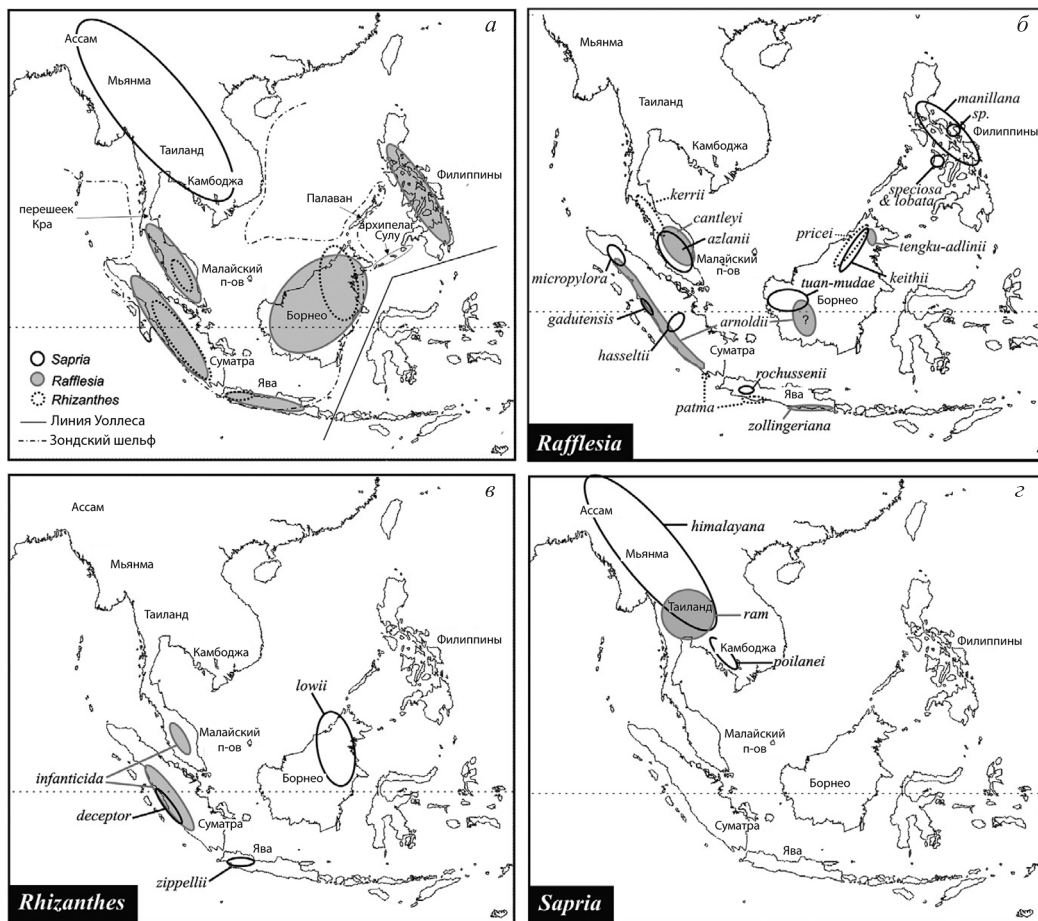 а
Ассам
Мьянма
Таиланд
Камбоджа
Филиппины
Палаван
архипелаг
Сулу
перешеек
Кра
Малайский
п-ов
Борнео
Суматра
Ява
Sapria
Rafflesia
Rhizanthes
Линия Уоллеса
Зондский шельф
б
Мьянма
manillana
sp.
Таиланд
Филиппины
Камбоджа
speciosa
& lobata
kerrii
cantleyi
azlanii
pricei
Малайский
п-ов
tengku-adlinii
micropylora
keithii
tuan-mudae
Борнео
gadutensis
arnoldii
?
hasseltii
Суматра
rochussenii
Ява
patma
zollingeriana
Rafflesia
в
Ассам
Мьянма
Таиланд
Филиппины
Камбоджа
lowii
Малайский
п-ов
infanticida
Борнео
deceptor
Суматра
Ява
zippellii
Rhizanthes
г
Ассам
himalayana
Мьянма
Таиланд
ram
Камбоджа
Филиппины
poilanei
Малайский
п-ов
Борнео
Суматра
Ява
Sapria